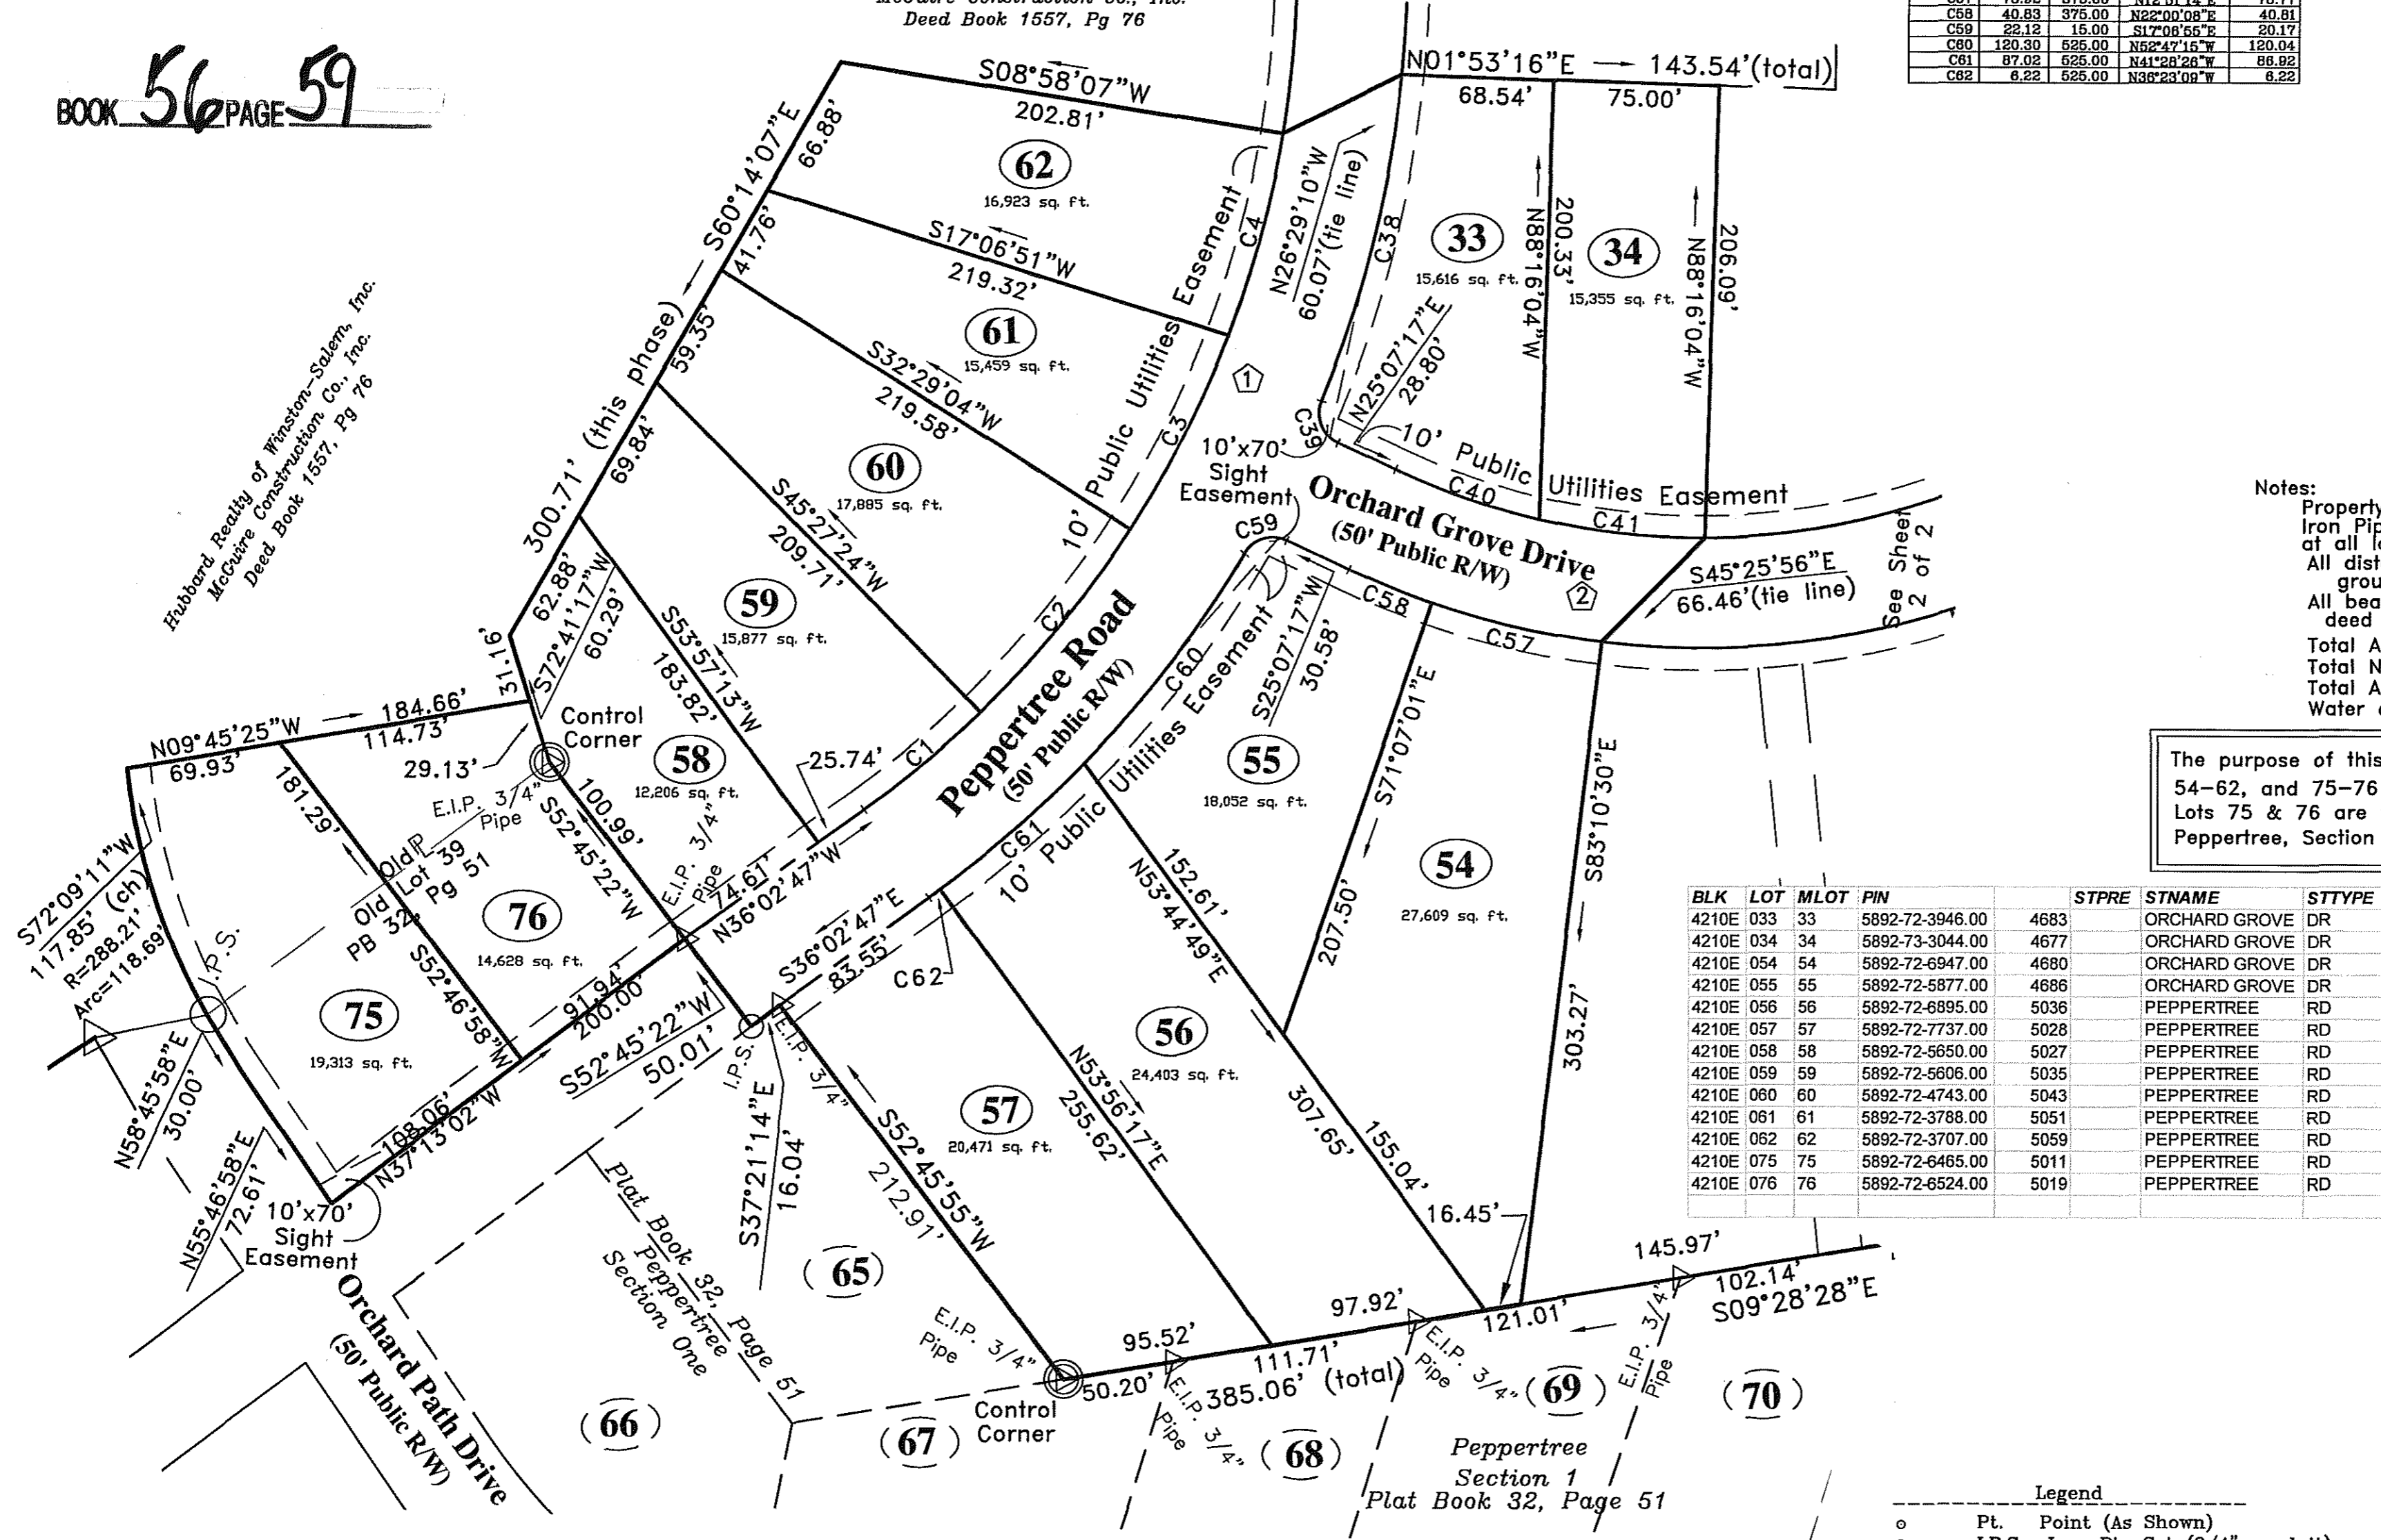 Deed Book 1557, Pg 76
BOOK 56 PAGE 59
C58 40.83 375.00 N22°00'08"E 40.81
C59 22.12 15.00 S17°06'55"E 20.17
C60 120.30 525.00 N52°47'15"W 120.04
C61 87.02 525.00 N41°28'26"W 86.92
C62 6.22 525.00 N36°23'09"W 6.22
S08°58'07"W
202.81'
N01°53'16"E 143.54'(total)
68.54'
75.00'
S60°14'07"E
300.71' (this phase)
66.88'
41.76'
59.35'
69.84'
62.88'
62
16,923 sq. ft.
S17°06'51"W
219.32'
61
15,459 sq. ft.
S32°29'04"W
219.58'
60
17,885 sq. ft.
S45°27'24"W
209.71'
59
15,877 sq. ft.
S53°57'13"W
183.82'
58
12,206 sq. ft.
10' Public Utilities Easement
C4
C3
C2
C1
N26°29'10"W
60.07'(tie line)
C38
33
15,616 sq. ft.
N88°16'04"W
200.33'
34
15,355 sq. ft.
N88°16'04"W
206.09'
N25°07'17"E
28.80'
C39
10' Public Utilities Easement
C40
C41
10'x70'
Sight
Easement
C59
1
Orchard Grove Drive
(50' Public R/W)
2
S45°25'56"E
66.46'(tie line)
See Sheet
2 of 2
C58
C57
Hubbard Realty of Winston-Salem, Inc.
McGuire Construction Co., Inc.
Deed Book 1557, Pg 76
Notes:
Property
Iron Pip
at all lo
All dist
grou
All bea
deed
Total A
Total N
Total A
Water
The purpose of this
54-62, and 75-76
Lots 75 & 76 are
Peppertree, Section
S72°41'17"W
60.29'
31.16'
N09°45'25"W
184.66'
69.93'
114.73'
29.13'
Control
Corner
E.I.P. 3/4"
Pipe
S52°45'22"W
100.99'
E.I.P. 3/4"
Pipe
25.74'
74.61'
N36°02'47"W
Peppertree Road
(50' Public R/W)
C60
C61
10' Public Utilities Easement
S25°07'17"W
30.58'
55
18,052 sq. ft.
S71°07'01"E
207.50'
54
27,609 sq. ft.
S83°10'30"E
303.27'
S72°09'11"W
117.85' (ch)
R=288.21'
Arc=118.69'
I.P.S.
181.29'
S52°46'58"W
Old
Lot 39
Old
PB 32, Pg 51
76
14,628 sq. ft.
75
19,313 sq. ft.
91.94'
200.00'
108.06'
N37°13'02"W
N58°45'58"E
30.00'
N55°46'58"E
72.61'
10'x70'
Sight
Easement
Orchard Path Drive
(50' Public R/W)
S52°45'22"W
50.01'
S36°02'47"E
83.55'
C62
I.P.S.
E.I.P. 3/4"
S37°21'14"E
16.04'
S52°45'55"W
212.91'
57
20,471 sq. ft.
N53°56'17"E
255.62'
56
24,403 sq. ft.
N53°44'49"E
152.61'
307.65'
155.04'
16.45'
Plat Book 32, Page 51
Peppertree
Section One
(65)
(66)
(67)
(68)
(69)
(70)
E.I.P. 3/4"
Pipe
Control
Corner
95.52'
50.20'
111.71'
385.06' (total)
97.92'
121.01'
145.97'
102.14'
S09°28'28"E
E.I.P. 3/4"
Pipe
E.I.P. 3/4"
Pipe
E.I.P. 3/4"
Pipe
Peppertree
Section 1
Plat Book 32, Page 51
BLK LOT MLOT PIN STPRE STNAME STTYPE
4210E 033 33 5892-72-3946.00 4683 ORCHARD GROVE DR
4210E 034 34 5892-73-3044.00 4677 ORCHARD GROVE DR
4210E 054 54 5892-72-6947.00 4680 ORCHARD GROVE DR
4210E 055 55 5892-72-5877.00 4686 ORCHARD GROVE DR
4210E 056 56 5892-72-6895.00 5036 PEPPERTREE RD
4210E 057 57 5892-72-7737.00 5028 PEPPERTREE RD
4210E 058 58 5892-72-5650.00 5027 PEPPERTREE RD
4210E 059 59 5892-72-5606.00 5035 PEPPERTREE RD
4210E 060 60 5892-72-4743.00 5043 PEPPERTREE RD
4210E 061 61 5892-72-3788.00 5051 PEPPERTREE RD
4210E 062 62 5892-72-3707.00 5059 PEPPERTREE RD
4210E 075 75 5892-72-6465.00 5011 PEPPERTREE RD
4210E 076 76 5892-72-6524.00 5019 PEPPERTREE RD
Legend
Pt. Point (As Shown)